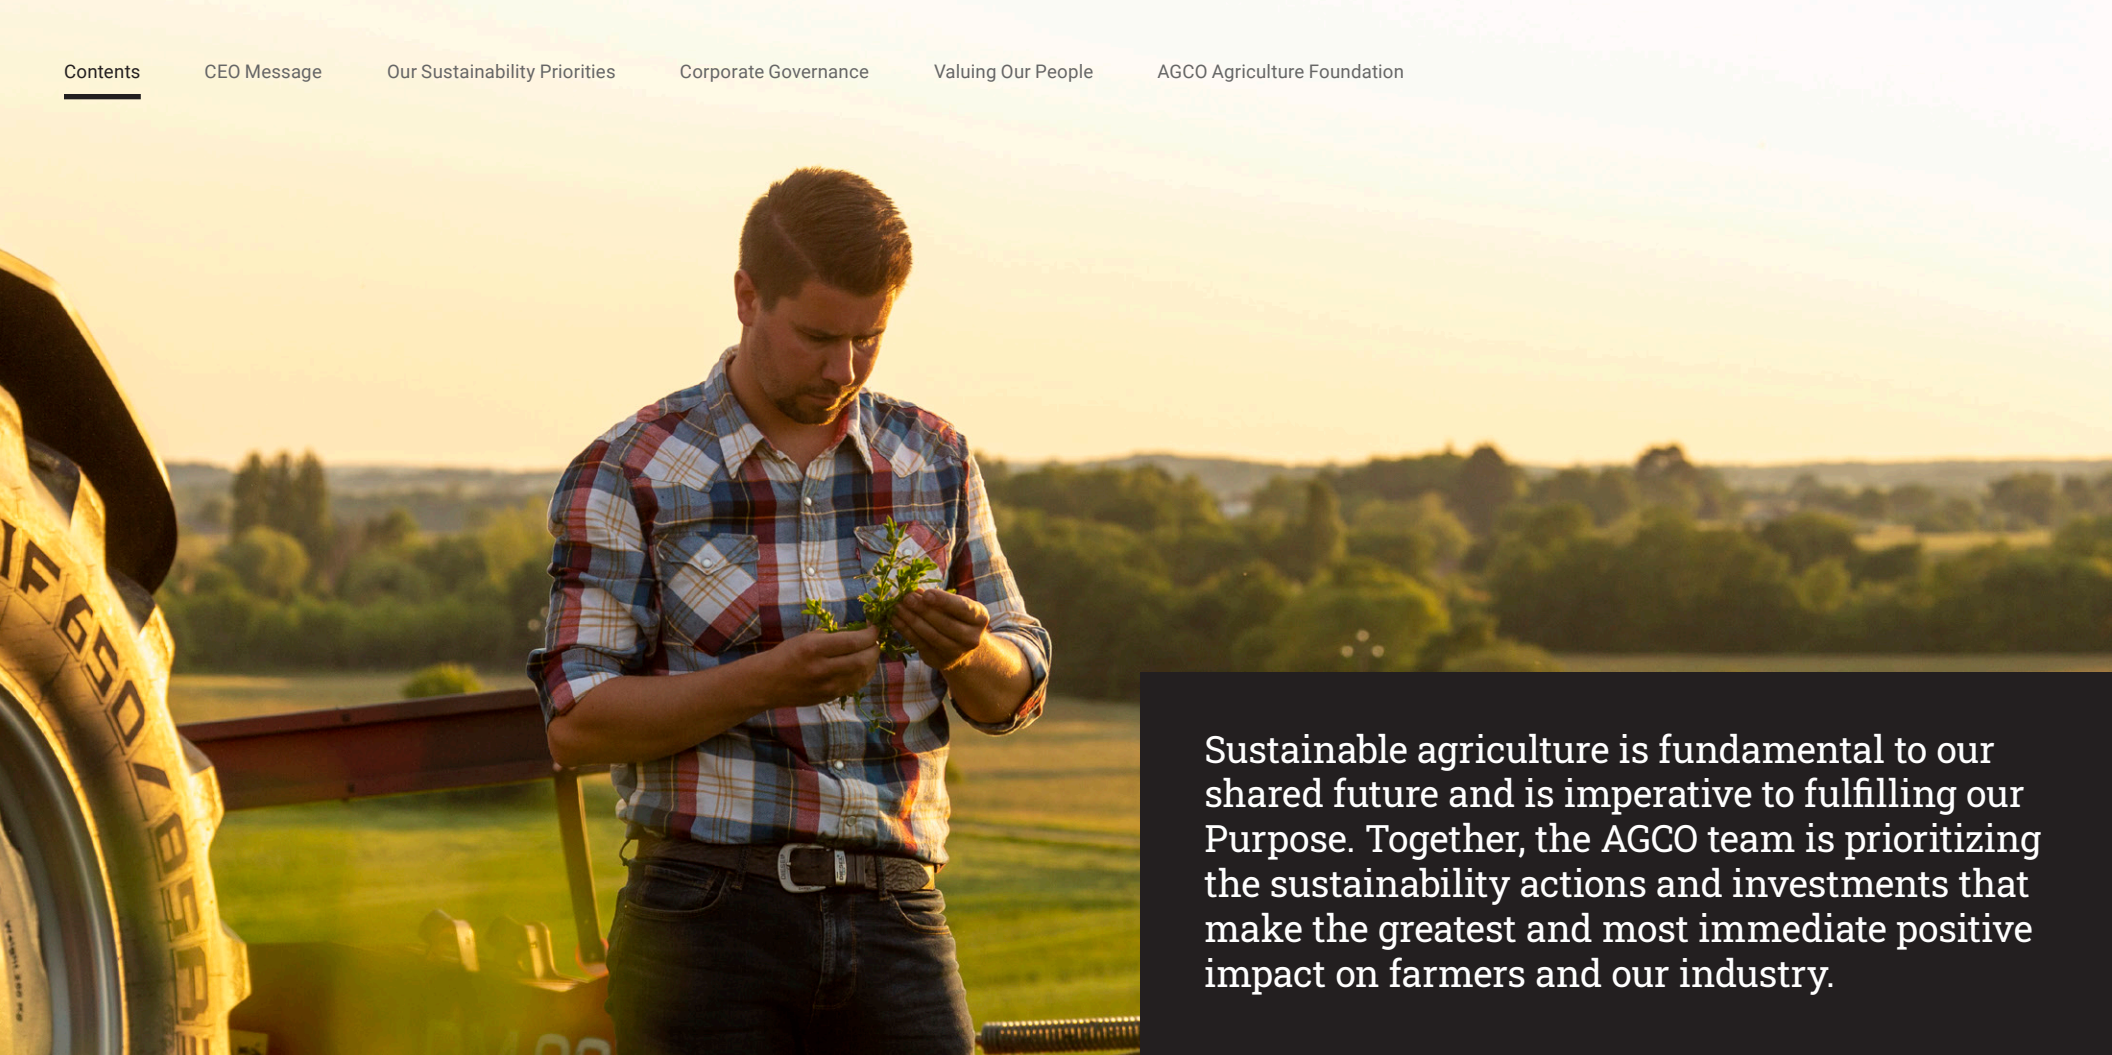 Contents
CEO Message
Our Sustainability Priorities
Corporate Governance
Valuing Our People
AGCO Agriculture Foundation
IF 650/85R
Sustainable agriculture is fundamental to our
shared future and is imperative to fulfilling our
Purpose. Together, the AGCO team is prioritizing
the sustainability actions and investments that
make the greatest and most immediate positive
impact on farmers and our industry.